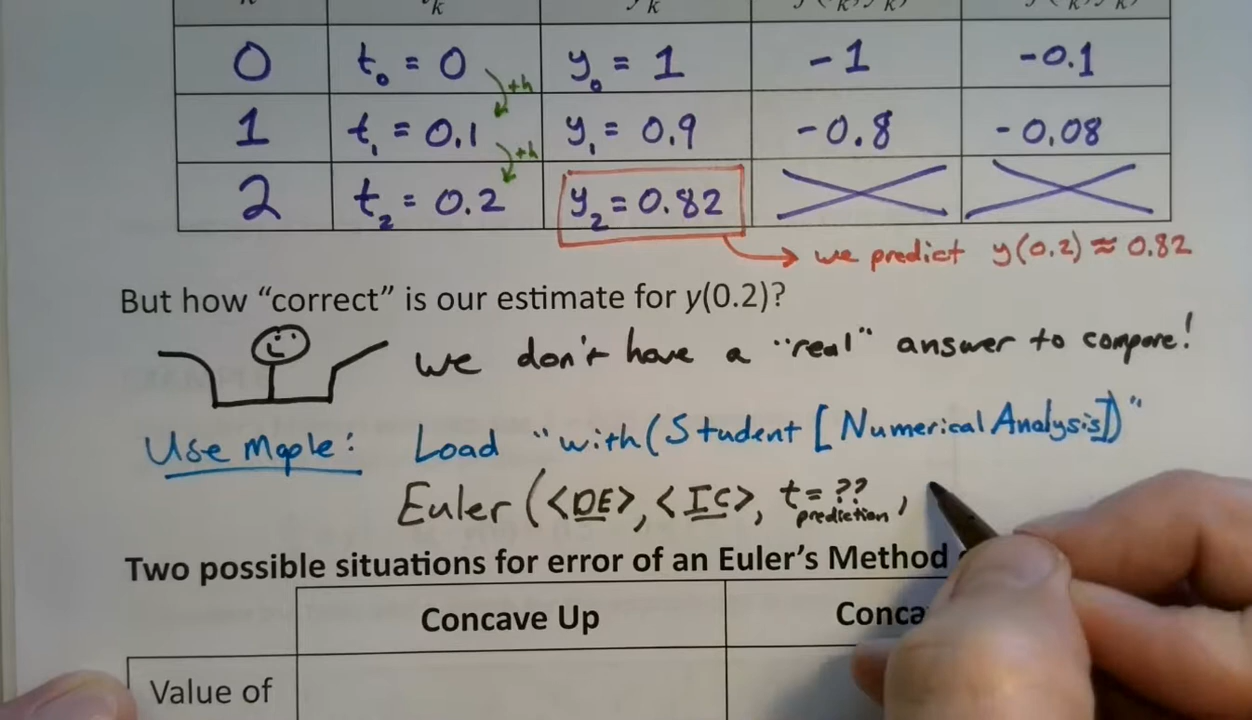 0 t₀ = 0 y₀ = 1 -1 -0.1
+h
1 t₁ = 0.1 y₁ = 0.9 -0.8 -0.08
+h
2 t₂ = 0.2 y₂ = 0.82
we predict y(0.2) ≈ 0.82
But how “correct” is our estimate for y(0.2)?
we don't have a "real" answer to compare!
Use Maple: Load "with(Student[NumericalAnalysis])"
Euler(<DE>, <IC>, t = ??,
prediction
Two possible situations for error of an Euler’s Method
Concave Up
Value of